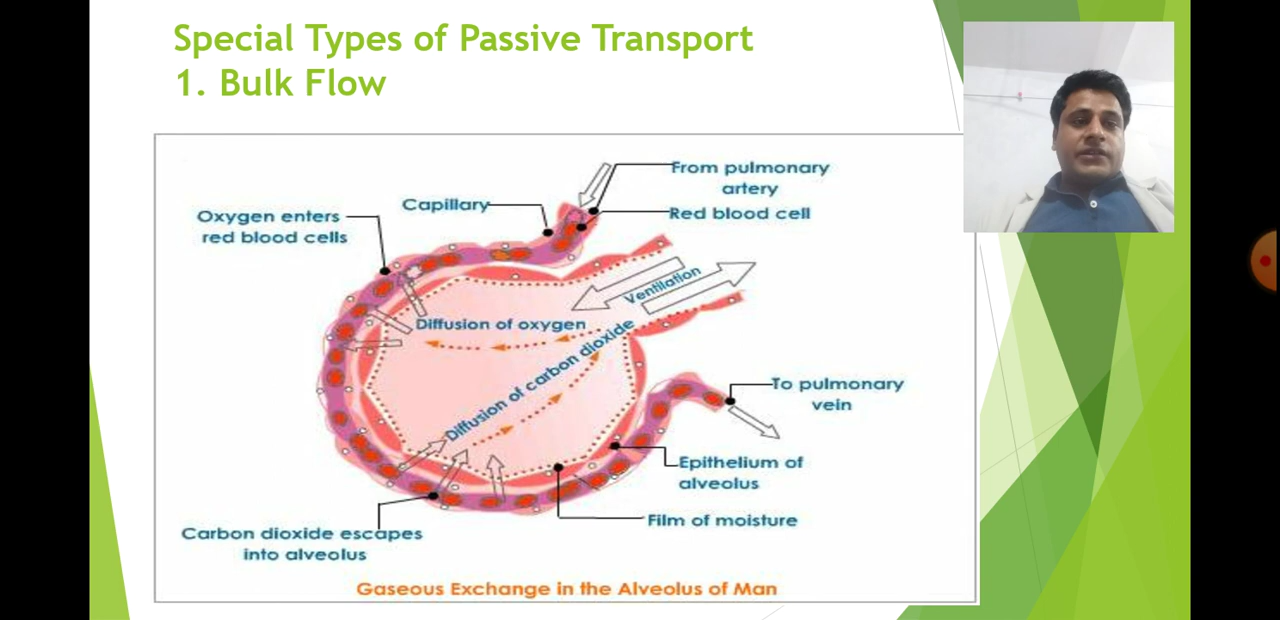 Special Types of Passive Transport
1. Bulk Flow
From pulmonary
artery
Capillary
Red blood cell
Oxygen enters
red blood cells
Ventilation
Diffusion of oxygen
Diffusion of carbon dioxide
To pulmonary
vein
Epithelium of
alveolus
Film of moisture
Carbon dioxide escapes
into alveolus
Gaseous Exchange in the Alveolus of Man